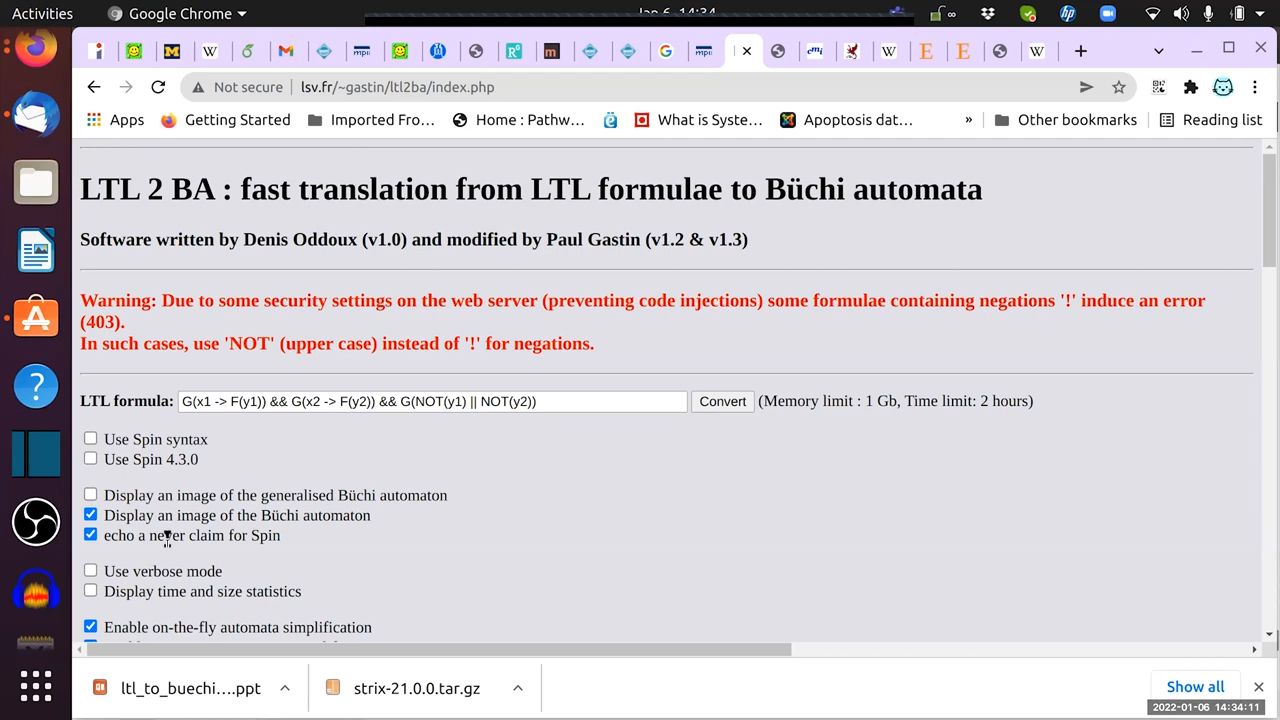 Activities
Google Chrome
Jan 6 14:34
Not secure
lsv.fr/~gastin/ltl2ba/index.php
Apps
Getting Started
Imported Fro...
Home : Pathw...
What is Syste...
Apoptosis dat...
»
Other bookmarks
Reading list
LTL 2 BA : fast translation from LTL formulae to Büchi automata
Software written by Denis Oddoux (v1.0) and modified by Paul Gastin (v1.2 & v1.3)
Warning: Due to some security settings on the web server (preventing code injections) some formulae containing negations '!' induce an error
(403).
In such cases, use 'NOT' (upper case) instead of '!' for negations.
LTL formula: G(x1 -> F(y1)) && G(x2 -> F(y2)) && G(NOT(y1) || NOT(y2)) Convert (Memory limit : 1 Gb, Time limit: 2 hours)
Use Spin syntax
Use Spin 4.3.0
Display an image of the generalised Büchi automaton
Display an image of the Büchi automaton
echo a never claim for Spin
Use verbose mode
Display time and size statistics
Enable on-the-fly automata simplification
ltl_to_buechi....ppt
strix-21.0.0.tar.gz
Show all
2022-01-06 14:34:11